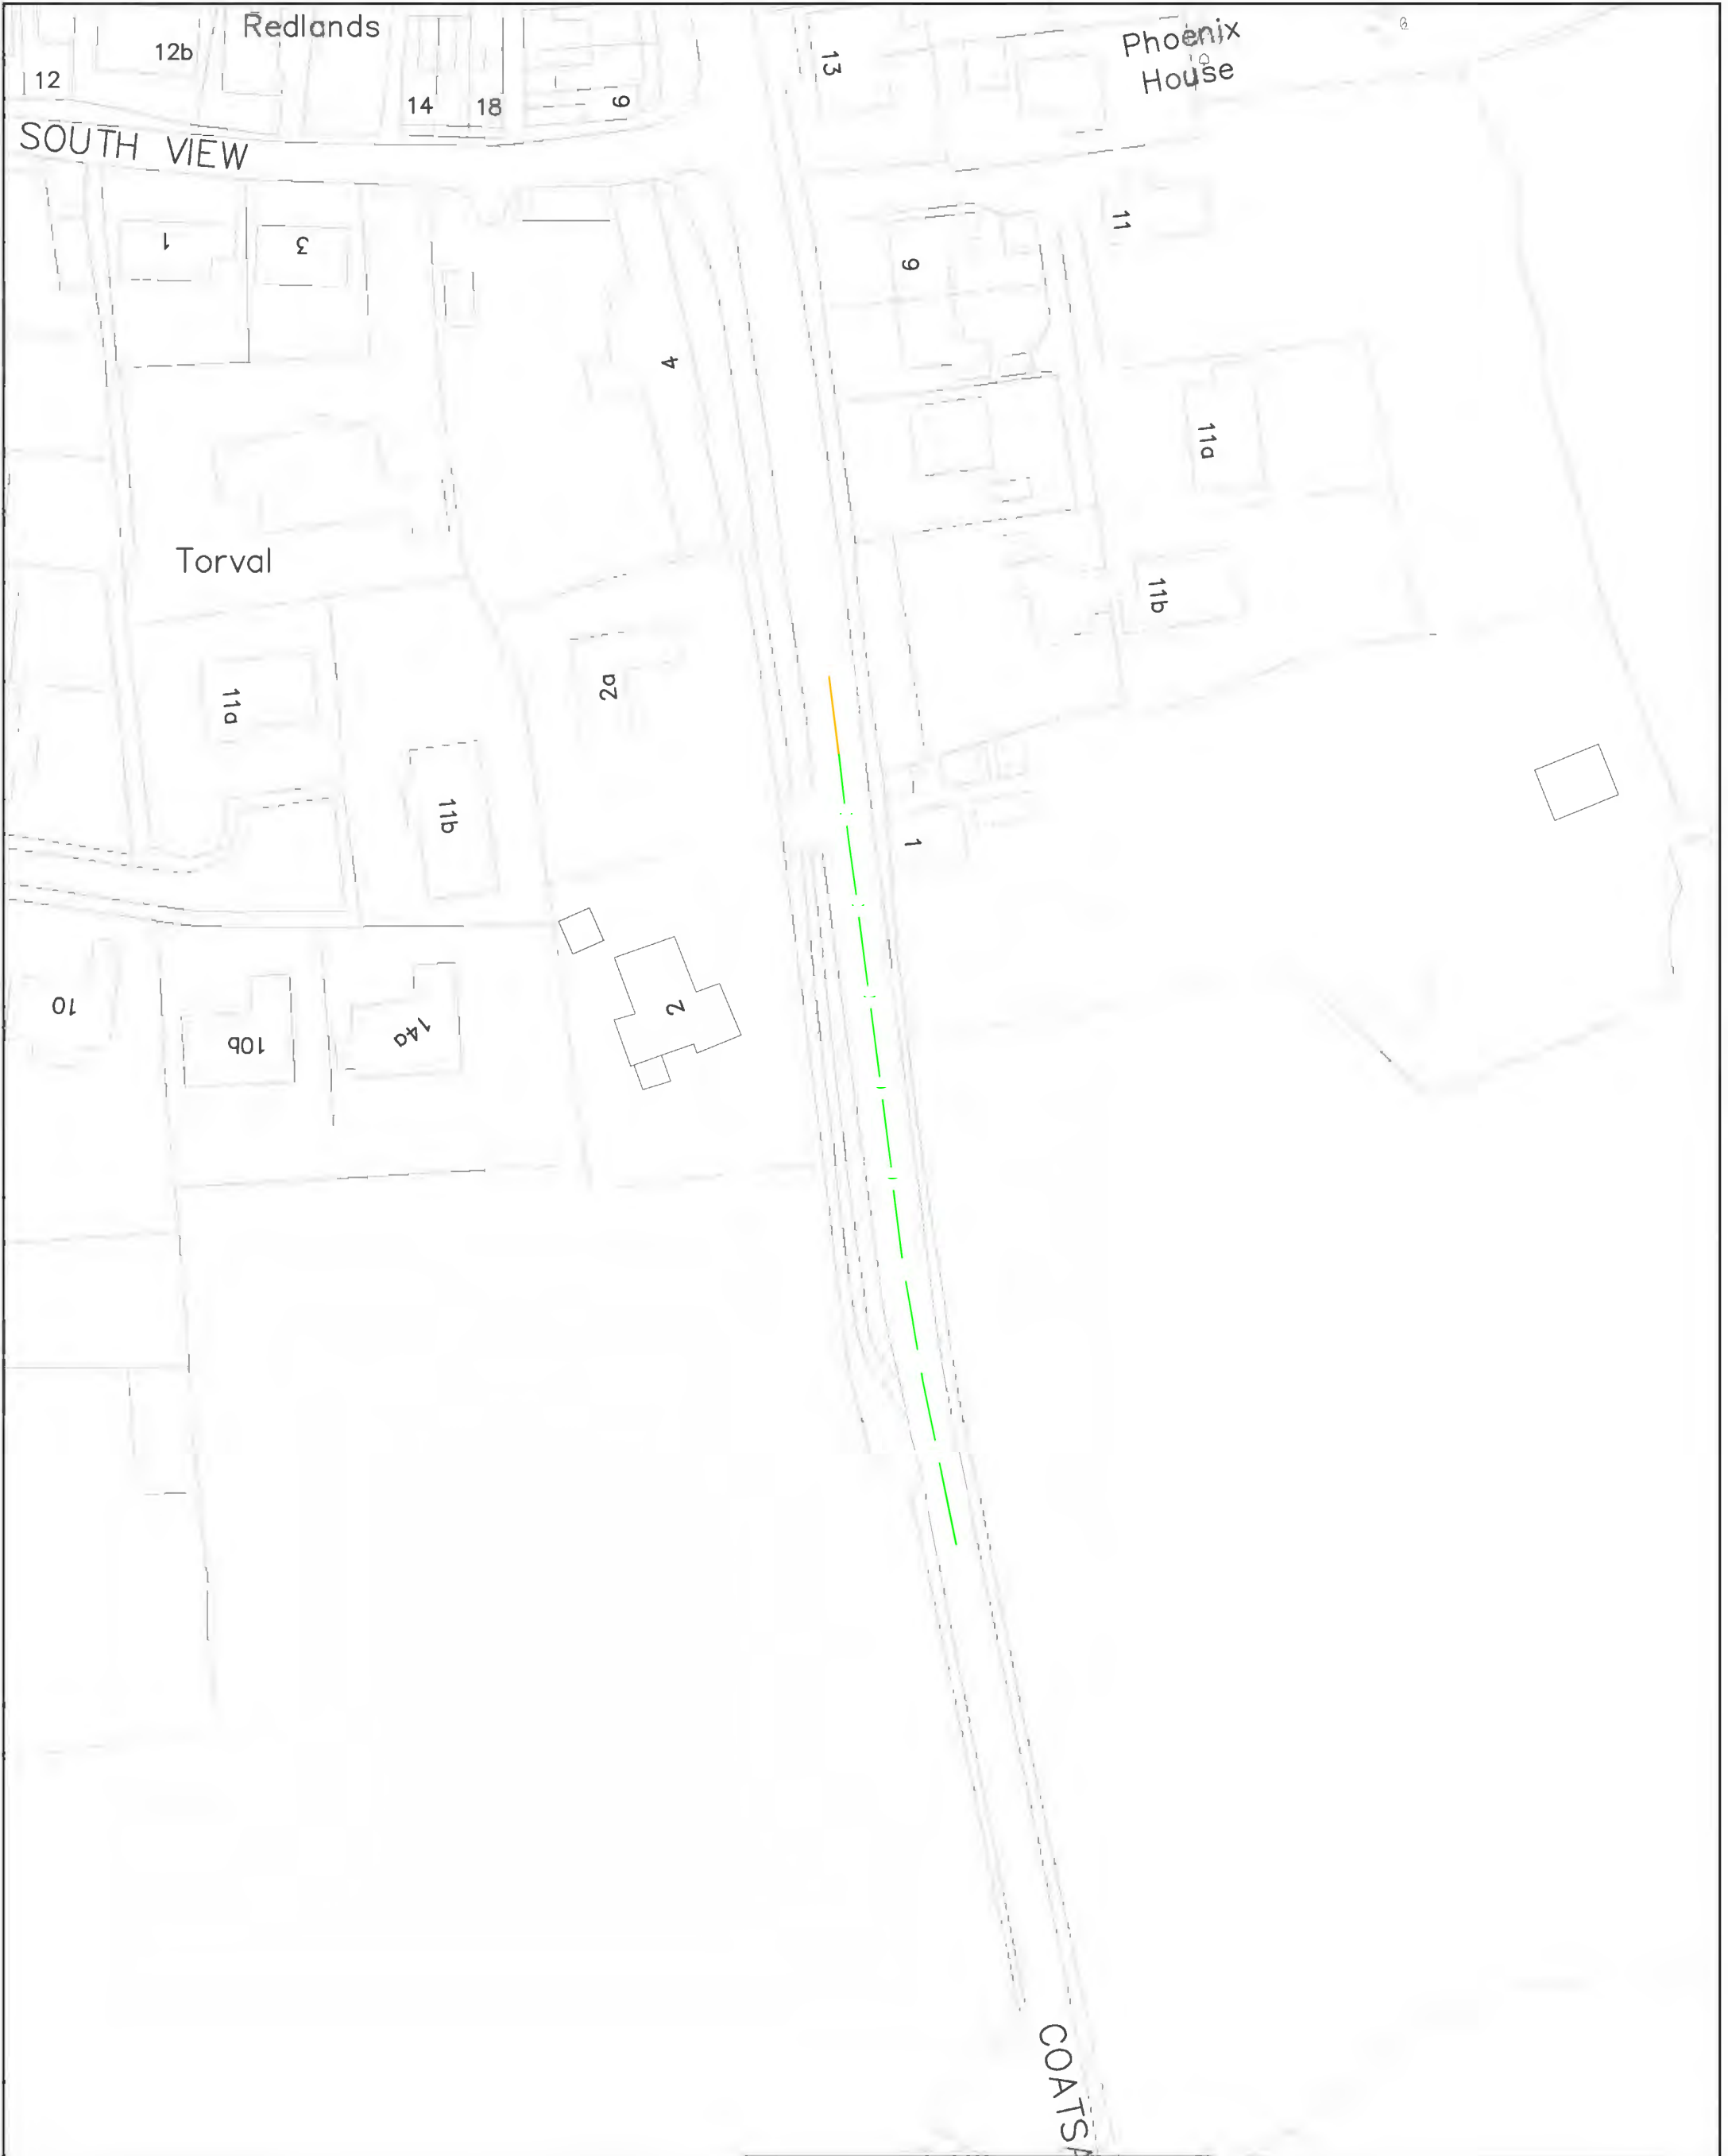 Redlands
Phoenix
House
12b
12
14
18
9
13
SOUTH VIEW
1
3
4
9
11
11a
Torval
11b
11a
2a
11b
1
10
10b
14a
2
COATSA